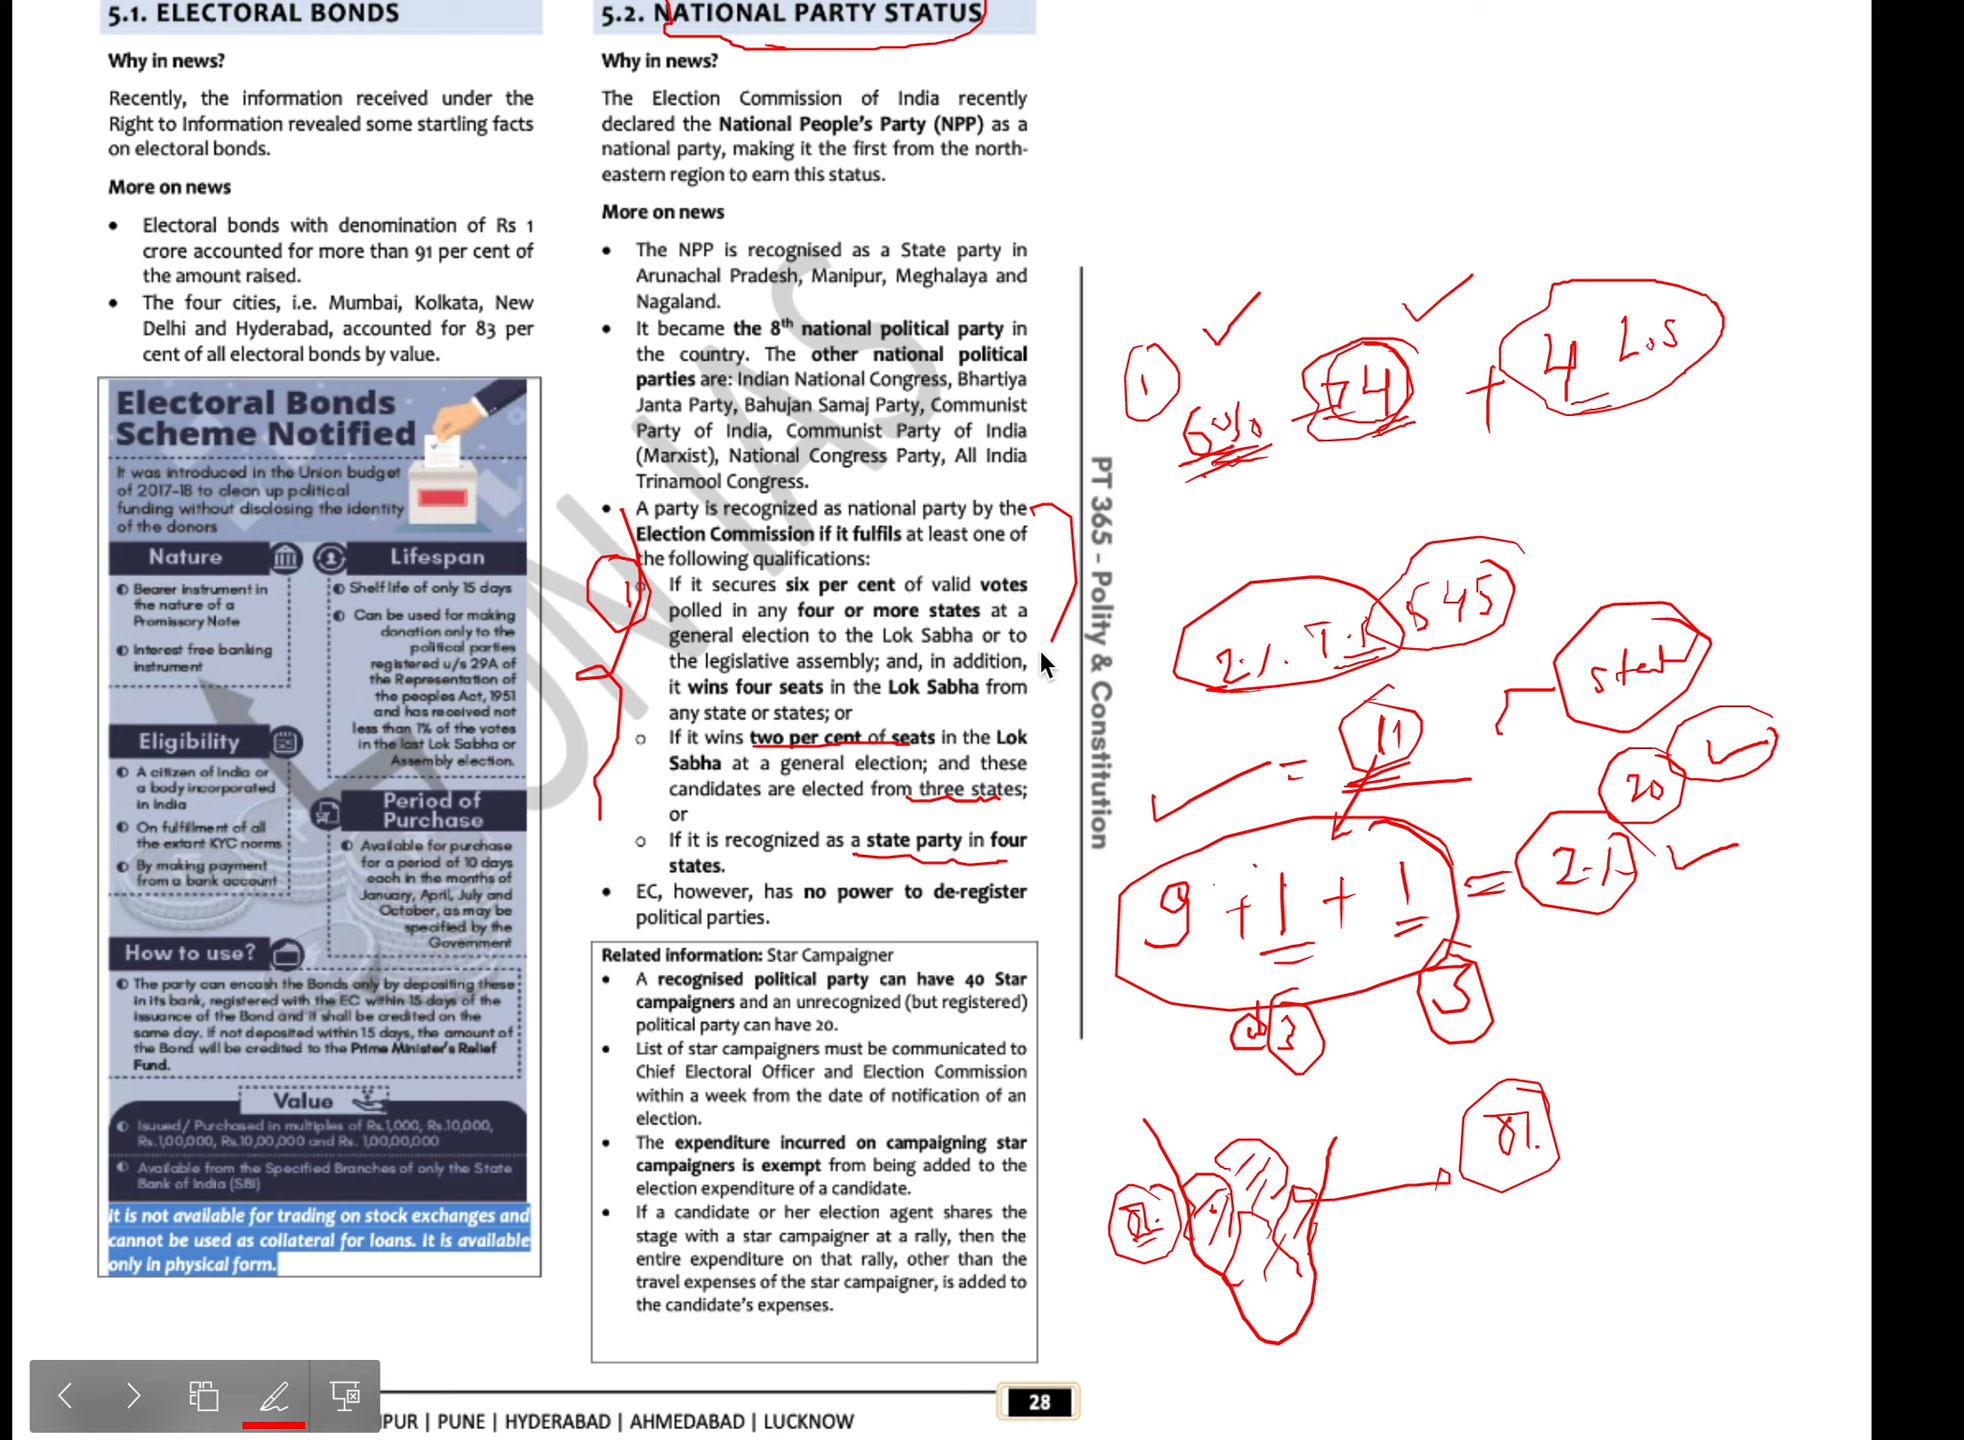 5.1. ELECTORAL BONDS
Why in news?
Recently, the information received under the
Right to Information revealed some startling facts
on electoral bonds.
More on news
• Electoral bonds with denomination of Rs 1
crore accounted for more than 91 per cent of
the amount raised.
• The four cities, i.e. Mumbai, Kolkata, New
Delhi and Hyderabad, accounted for 83 per
cent of all electoral bonds by value.
Electoral Bonds
Scheme Notified
It was introduced in the Union budget
of 2017-18 to clean up political
funding without disclosing the identity
of the donors
Nature
Bearer Instrument in
the nature of a
Promissory Note
Interest free banking
instrument
Lifespan
Shelf life of only 15 days
Can be used for making
donation only to the
political parties
registered u/s 29A of
the Representation of
the peoples Act, 1951
and has received not
less than 1% of the votes
in the last Lok Sabha or
Assembly election.
Eligibility
A citizen of India or
a body incorporated
in India
On fulfilment of all
the extant KYC norms
By making payment
from a bank account
Period of
Purchase
Available for purchase
for a period of 10 days
each in the months of
January, April, July and
October, as may be
specified by the
Government
How to use?
The party can encash the Bonds only by depositing these
in its bank, registered with the EC within 15 days of the
issuance of the Bond and it shall be credited on the
same day. If not deposited within 15 days, the amount of
the Bond will be credited to the Prime Minister's Relief
Fund.
Value
Issued/ Purchased in multiples of Rs.1,000, Rs.10,000,
Rs.1,00,000, Rs.10,00,000 and Rs. 1,00,00,000
Available from the Specified Branches of only the State
Bank of India (SBI)
It is not available for trading on stock exchanges and
cannot be used as collateral for loans. It is available
only in physical form.
5.2. NATIONAL PARTY STATUS
Why in news?
The Election Commission of India recently
declared the National People's Party (NPP) as a
national party, making it the first from the north-
eastern region to earn this status.
More on news
• The NPP is recognised as a State party in
Arunachal Pradesh, Manipur, Meghalaya and
Nagaland.
• It became the 8th national political party in
the country. The other national political
parties are: Indian National Congress, Bhartiya
Janta Party, Bahujan Samaj Party, Communist
Party of India, Communist Party of India
(Marxist), National Congress Party, All India
Trinamool Congress.
• A party is recognized as national party by the
Election Commission if it fulfils at least one of
the following qualifications:
o If it secures six per cent of valid votes
polled in any four or more states at a
general election to the Lok Sabha or to
the legislative assembly; and, in addition,
it wins four seats in the Lok Sabha from
any state or states; or
o If it wins two per cent of seats in the Lok
Sabha at a general election; and these
candidates are elected from three states;
or
o If it is recognized as a state party in four
states.
• EC, however, has no power to de-register
political parties.
Related information: Star Campaigner
• A recognised political party can have 40 Star
campaigners and an unrecognized (but registered)
political party can have 20.
• List of star campaigners must be communicated to
Chief Electoral Officer and Election Commission
within a week from the date of notification of an
election.
• The expenditure incurred on campaigning star
campaigners is exempt from being added to the
election expenditure of a candidate.
• If a candidate or her election agent shares the
stage with a star campaigner at a rally, then the
entire expenditure on that rally, other than the
travel expenses of the star campaigner, is added to
the candidate's expenses.
1
PT 365 - Polity & Constitution
1 6% 4 + 4 L.S
2% 545
= 11
20
9 + 1 + 1 = 2%
3
3
28
PUR | PUNE | HYDERABAD | AHMEDABAD | LUCKNOW